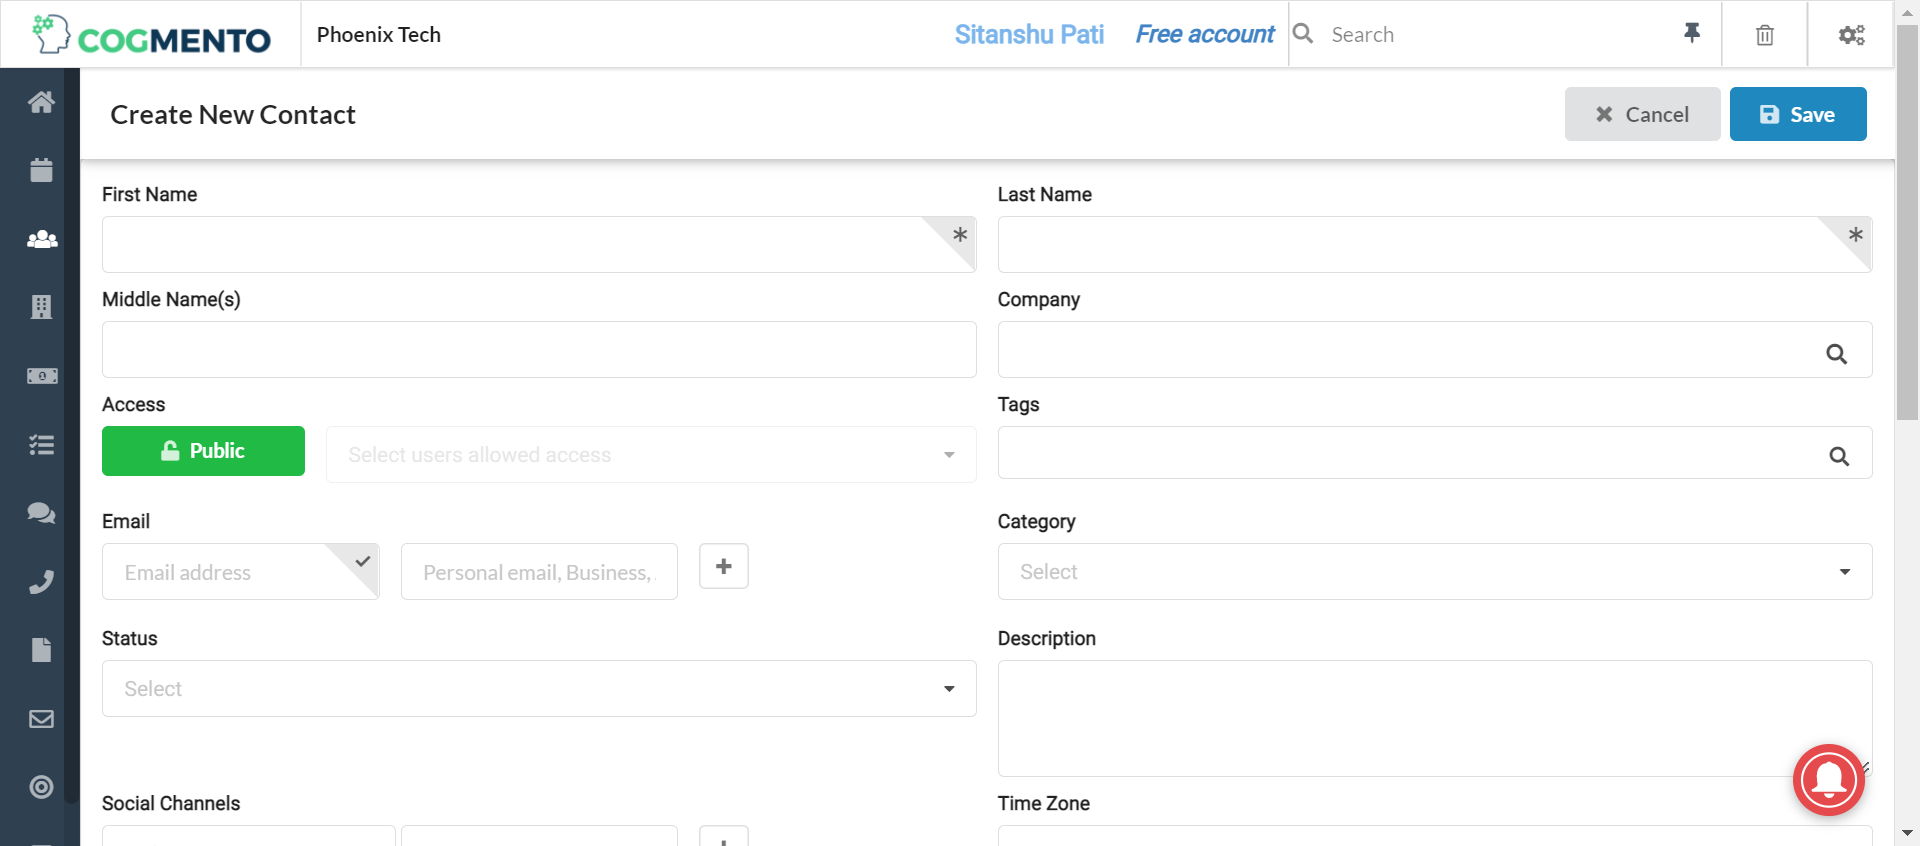 COGMENTO
Phoenix Tech
Sitanshu Pati
Free account
Search
Create New Contact
Cancel
Save
First Name
Last Name
*
*
Middle Name(s)
Company
Access
Tags
Public
Select users allowed access
Email
Category
Email address
Personal email, Business,
Select
Status
Description
Select
Social Channels
Time Zone